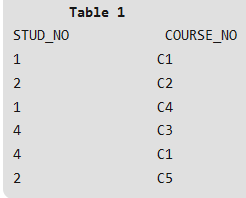 Table 1
STUD_NO COURSE_NO
1 C1
2 C2
1 C4
4 C3
4 C1
2 C5